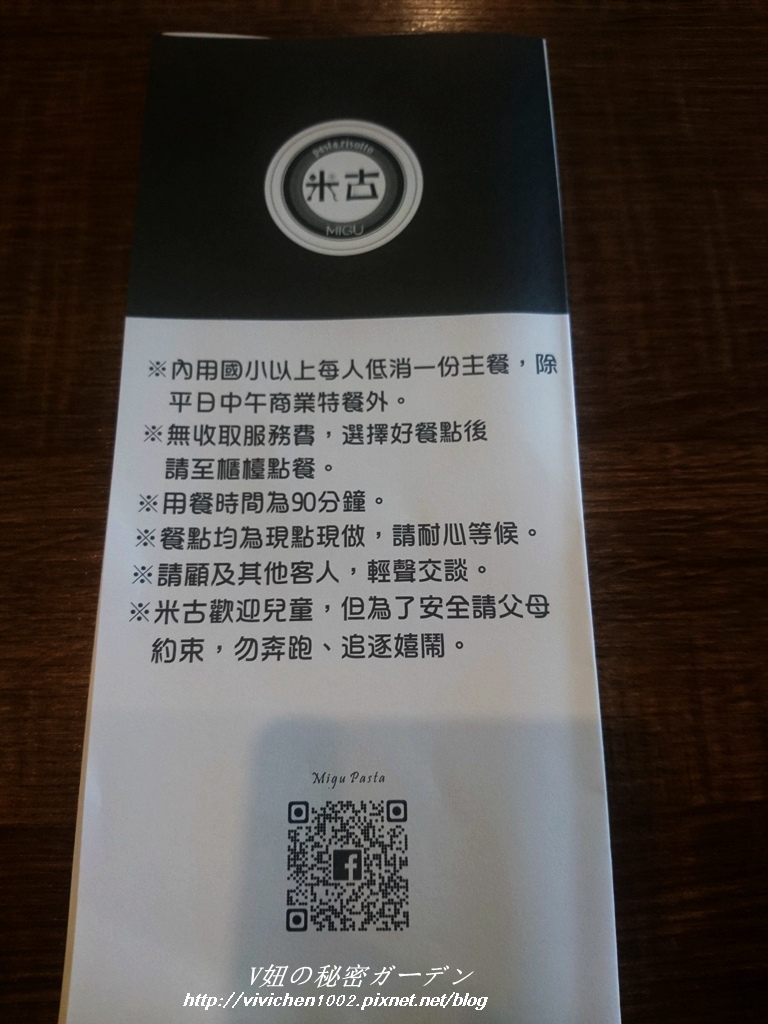 pasta.risotto
米古
MIGU
※內用國小以上每人低消一份主餐，除
平日中午商業特餐外。
※無收取服務費，選擇好餐點後
請至櫃檯點餐。
※用餐時間為90分鐘。
※餐點均為現點現做，請耐心等候。
※請顧及其他客人，輕聲交談。
※米古歡迎兒童，但為了安全請父母
約束，勿奔跑、追逐嬉鬧。
Migu Pasta
f
V妞の秘密ガーデン
http://vivichen1002.pixnet.net/blog